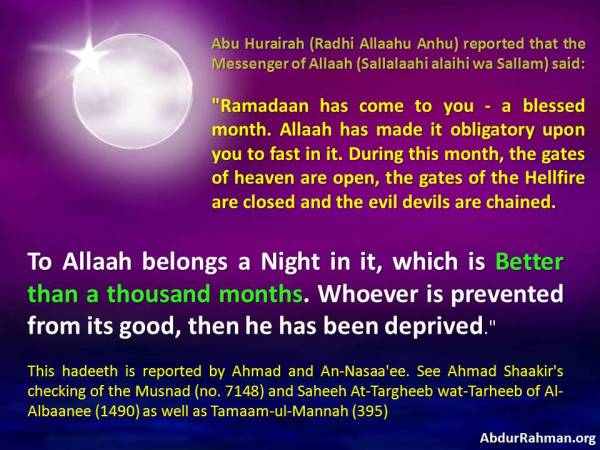 Abu Hurairah (Radhi Allaahu Anhu) reported that the
Messenger of Allaah (Sallalaahi alaihi wa Sallam) said:
"Ramadaan has come to you - a blessed
month. Allaah has made it obligatory upon
you to fast in it. During this month, the gates
of heaven are open, the gates of the Hellfire
are closed and the evil devils are chained.
To Allaah belongs a Night in it, which is Better
than a thousand months. Whoever is prevented
from its good, then he has been deprived."
This hadeeth is reported by Ahmad and An-Nasaa'ee. See Ahmad Shaakir's
checking of the Musnad (no. 7148) and Saheeh At-Targheeb wat-Tarheeb of Al-
Albaanee (1490) as well as Tamaam-ul-Mannah (395)
AbdurRahman.org